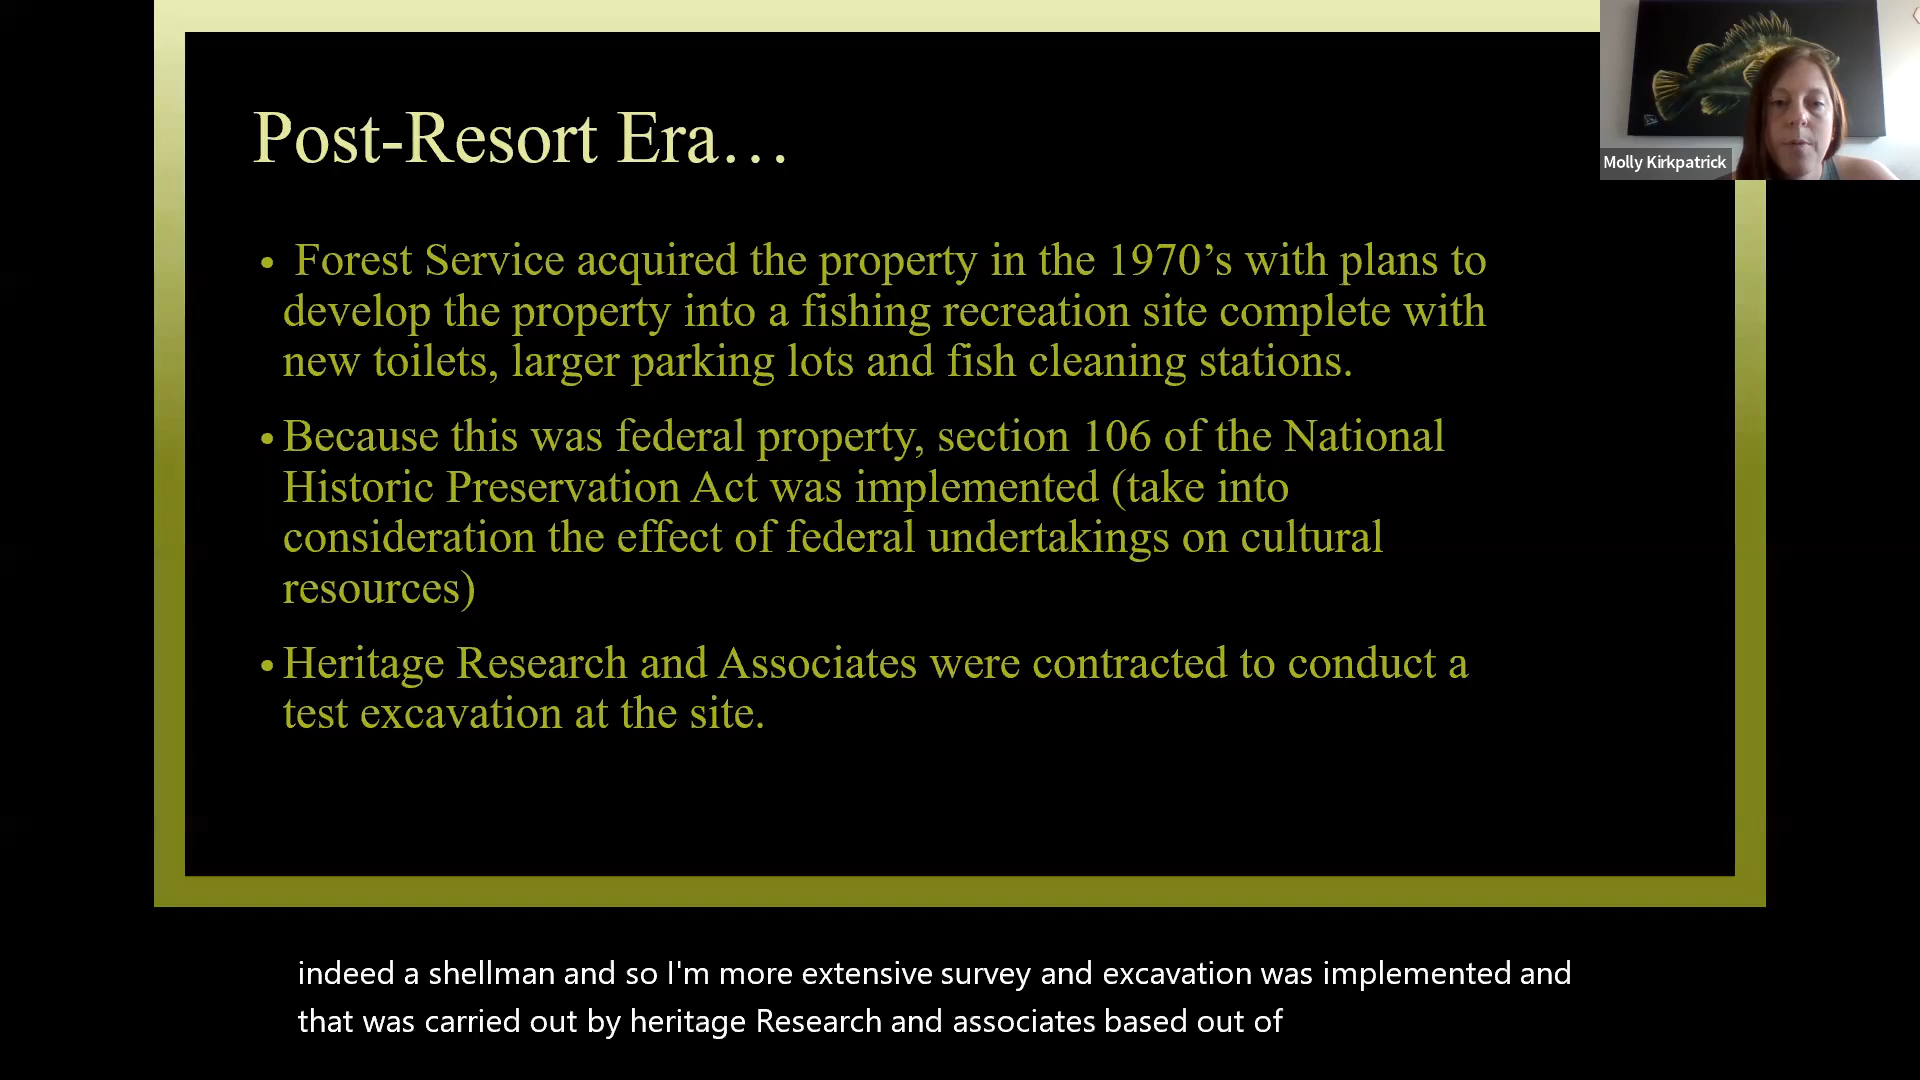 Post-Resort Era…
Molly Kirkpatrick
• Forest Service acquired the property in the 1970’s with plans to
develop the property into a fishing recreation site complete with
new toilets, larger parking lots and fish cleaning stations.
• Because this was federal property, section 106 of the National
Historic Preservation Act was implemented (take into
consideration the effect of federal undertakings on cultural
resources)
• Heritage Research and Associates were contracted to conduct a
test excavation at the site.
indeed a shellman and so I'm more extensive survey and excavation was implemented and
that was carried out by heritage Research and associates based out of